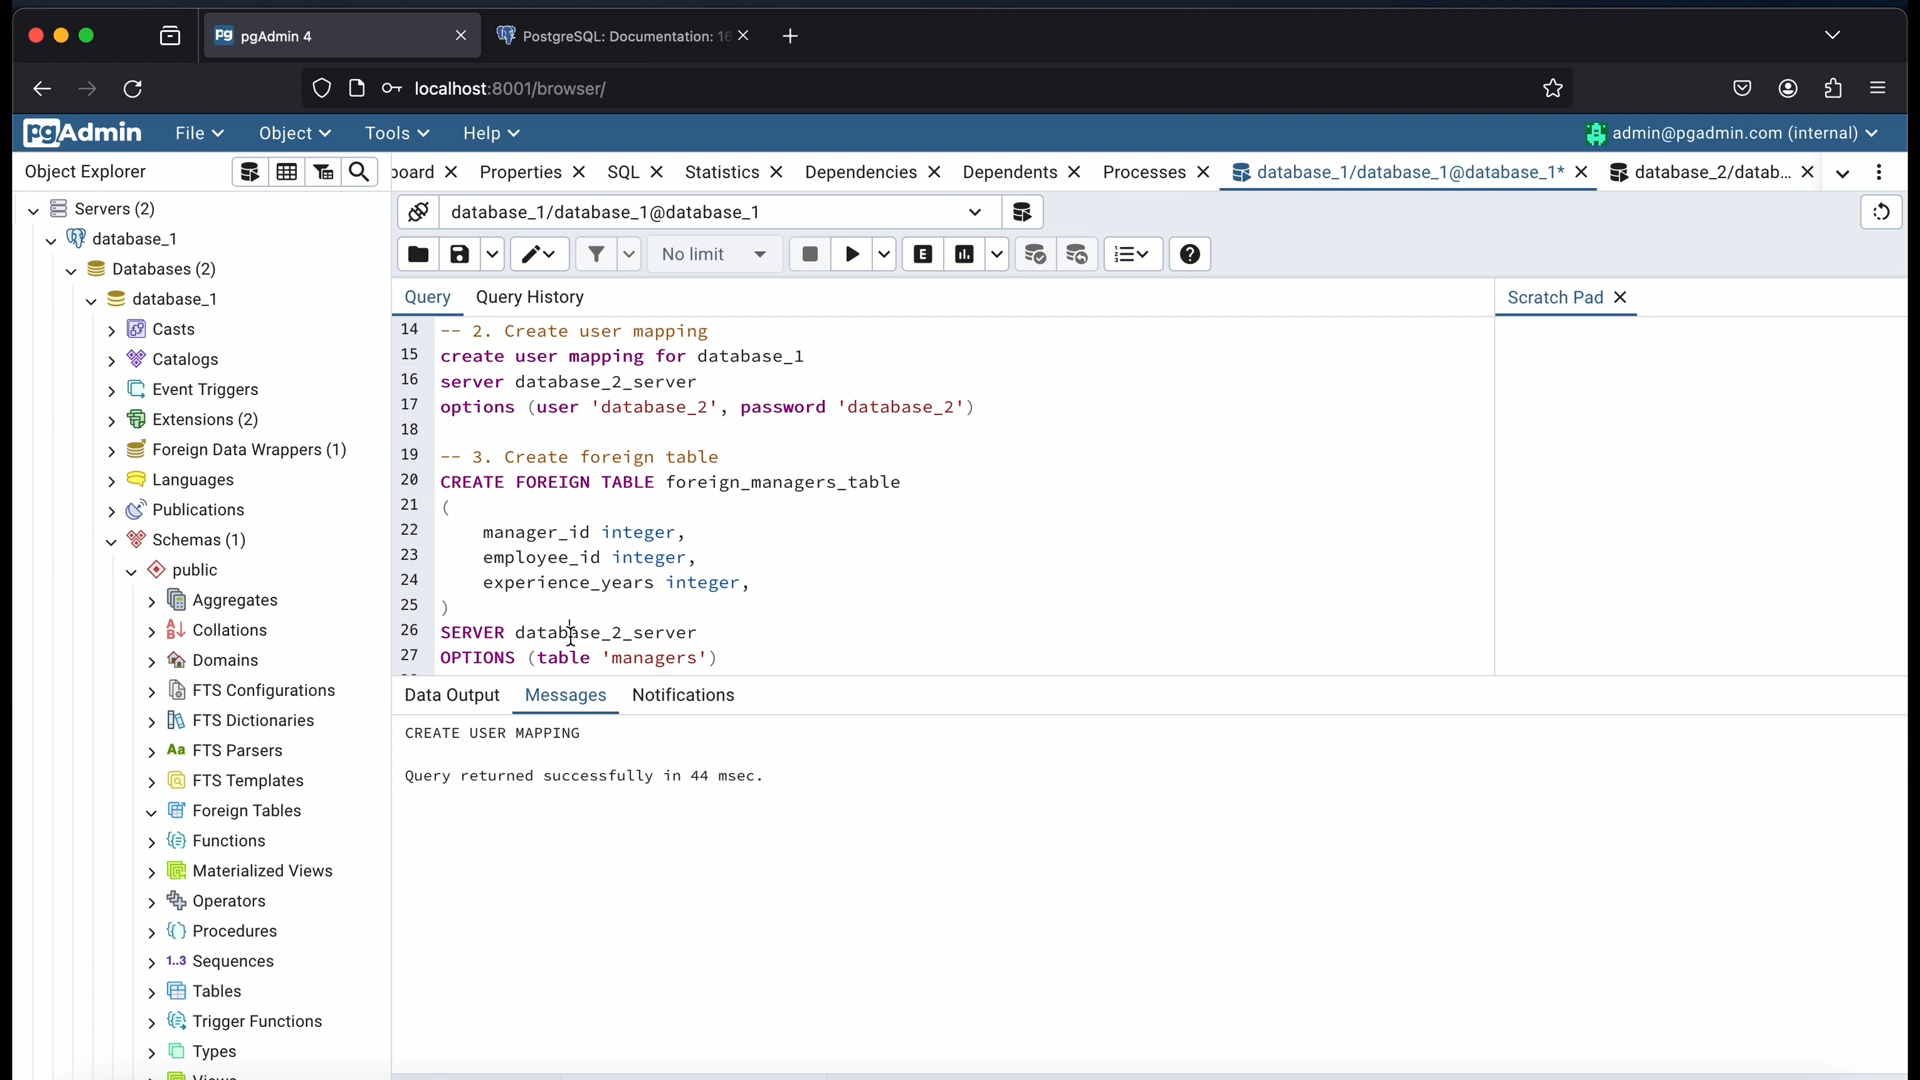 pgAdmin 4
PostgreSQL: Documentation: 16
localhost:8001/browser/
pgAdmin File Object Tools Help admin@pgadmin.com (internal)
Object Explorer
board Properties SQL Statistics Dependencies Dependents Processes database_1/database_1@database_1* database_2/datab...
database_1/database_1@database_1
No limit
E
Query Query History
Scratch Pad
Servers (2)
database_1
Databases (2)
database_1
Casts
Catalogs
Event Triggers
Extensions (2)
Foreign Data Wrappers (1)
Languages
Publications
Schemas (1)
public
Aggregates
Collations
Domains
FTS Configurations
FTS Dictionaries
Aa FTS Parsers
FTS Templates
Foreign Tables
Functions
Materialized Views
Operators
Procedures
1..3 Sequences
Tables
Trigger Functions
Types
Views
14 -- 2. Create user mapping
15 create user mapping for database_1
16 server database_2_server
17 options (user 'database_2', password 'database_2')
18
19 -- 3. Create foreign table
20 CREATE FOREIGN TABLE foreign_managers_table
21 (
22 manager_id integer,
23 employee_id integer,
24 experience_years integer,
25 )
26 SERVER database_2_server
27 OPTIONS (table 'managers')
Data Output Messages Notifications
CREATE USER MAPPING
Query returned successfully in 44 msec.